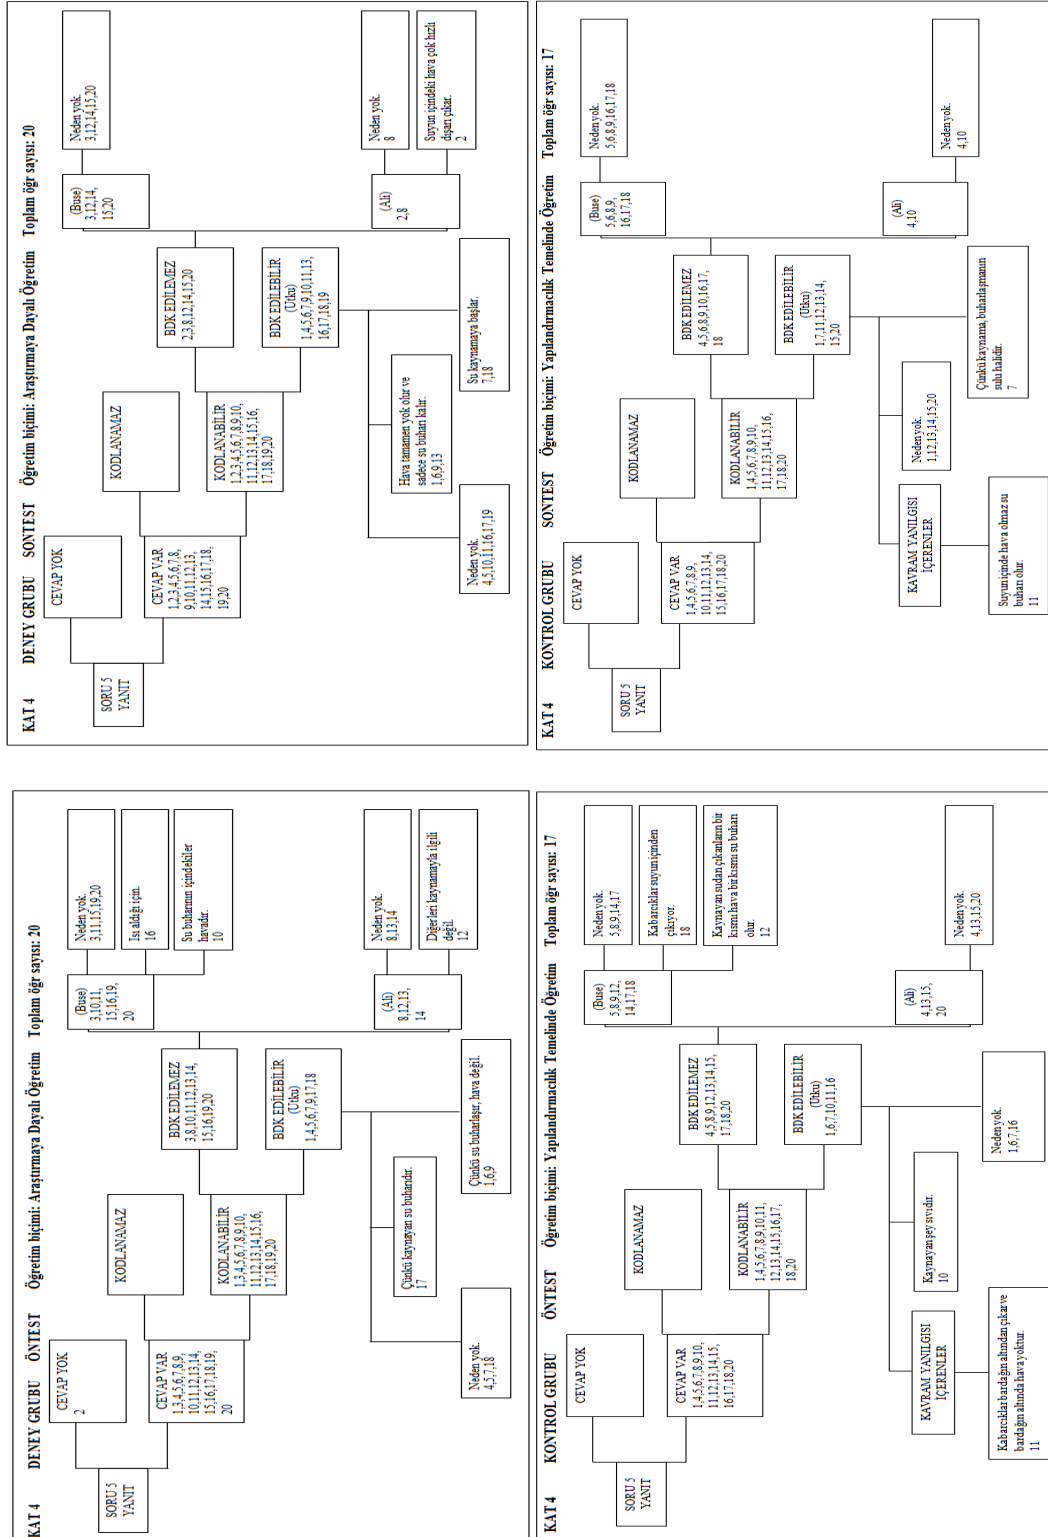 KAT 4 DENEY GRUBU SONTEST Öğretim biçimi: Araştırmaya Dayalı Öğretim Toplam öğr sayısı: 20
SORU 5
YANIT
CEVAP YOK
CEVAP VAR
1,2,3,4,5,6,7,8,
9,10,11,12,13,
14,15,16,17,18,
19,20
KODLANAMAZ
KODLANABİLİR
1,2,3,4,5,6,7,8,9,10,
11,12,13,14,15,16,
17,18,19,20
BDK EDİLEMEZ
2,3,8,12,14,15,20
BDK EDİLEBİLİR
(Utku)
1,4,5,6,7,9,10,11,13,
16,17,18,19
(Buse)
3,12,14,
15,20
Neden yok.
3,12,14,15,20
(Ali)
2,8
Neden yok.
8
Suyun içindeki hava çok hızlı
dışarı çıkar.
2
Neden yok.
4,5,10,11,16,17,19
Hava tamamen yok olur ve
sadece su buharı kalır.
1,6,9,13
Su kaynamaya başlar.
7,18
KAT 4 KONTROL GRUBU SONTEST Öğretim biçimi: Yapılandırmacılık Temelinde Öğretim Toplam öğr sayısı: 17
SORU 5
YANIT
CEVAP YOK
CEVAP VAR
1,4,5,6,7,8,9,
10,11,12,13,14,
15,16,17,18,20
KODLANAMAZ
KODLANABİLİR
1,4,5,6,7,8,9,10,
11,12,13,14,15,16,
17,18,20
BDK EDİLEMEZ
4,5,6,8,9,10,16,17,
18
BDK EDİLEBİLİR
(Utku)
1,7,11,12,13,14,
15,20
(Buse)
5,6,8,9,
16,17,18
Neden yok.
5,6,8,9,16,17,18
(Ali)
4,10
Neden yok.
4,10
KAVRAM YANILGISI
İÇERENLER
Suyun içinde hava olmaz su
buharı olur.
11
Neden yok.
1,12,13,14,15,20
Çünkü kaynama, buharlaşmanın
sulu halidir.
7
KAT 4 DENEY GRUBU ÖNTEST Öğretim biçimi: Araştırmaya Dayalı Öğretim Toplam öğr sayısı: 20
SORU 5
YANIT
CEVAP YOK
2
CEVAP VAR
1,3,4,5,6,7,8,9,
10,11,12,13,14,
15,16,17,18,19,
20
KODLANAMAZ
KODLANABİLİR
1,3,4,5,6,7,8,9,10,
11,12,13,14,15,16,
17,18,19,20
BDK EDİLEMEZ
3,8,10,11,12,13,14,
15,16,19,20
BDK EDİLEBİLİR
(Utku)
1,4,5,6,7,9,17,18
(Buse)
3,10,11,
15,16,19,
20
Neden yok.
3,11,15,19,20
Isı aldığı için.
16
Su buharının içindekiler
havadır.
10
(Ali)
8,12,13,
14
Neden yok.
8,13,14
Diğerleri kaynamayla ilgili
değil.
12
Neden yok.
4,5,7,18
Çünkü kaynayan su buharıdır.
17
Çünkü su buharlaşır, hava değil.
1,6,9
KAT 4 KONTROL GRUBU ÖNTEST Öğretim biçimi: Yapılandırmacılık Temelinde Öğretim Toplam öğr sayısı: 17
SORU 5
YANIT
CEVAP YOK
CEVAP VAR
1,4,5,6,7,8,9,10,
11,12,13,14,15,
16,17,18,20
KODLANAMAZ
KODLANABİLİR
1,4,5,6,7,8,9,10,11,
12,13,14,15,16,17,
18,20
BDK EDİLEMEZ
4,5,8,9,12,13,14,15,
17,18,20
BDK EDİLEBİLİR
(Utku)
1,6,7,10,11,16
(Buse)
5,8,9,12,
14,17,18
Neden yok.
5,8,9,14,17
Kabarcıklar suyun içinden
çıkıyor.
18
Kaynayan sudan çıkanların bir
kısmı hava bir kısmı su buharı
olur.
12
(Ali)
4,13,15,
20
Neden yok.
4,13,15,20
KAVRAM YANILGISI
İÇERENLER
Kabarcıklar bardağın altından çıkar ve
bardağın altında hava yoktur.
11
Kaynayan şey sıvıdır.
10
Neden yok.
1,6,7,16